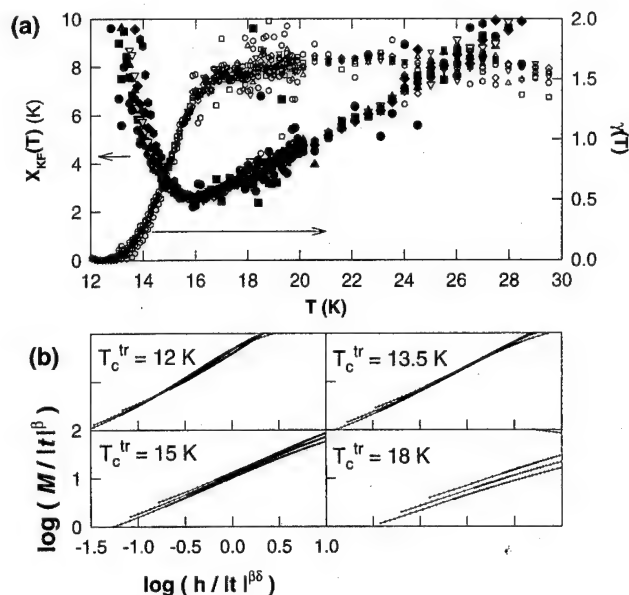 (a)
10
8
6
4
2
0
X_KF(T) (K)
2.0
1.5
1.0
0.5
0.0
γ(T)
12 14 16 18 20 22 24 26 28 30
T (K)
(b)
T_c^tr = 12 K
T_c^tr = 13.5 K
2
1
0
T_c^tr = 15 K
T_c^tr = 18 K
log ( M / |t|^β )
-1.5 -1.0 -0.5 0.0 0.5 1.0
log ( h / |t|^βδ )